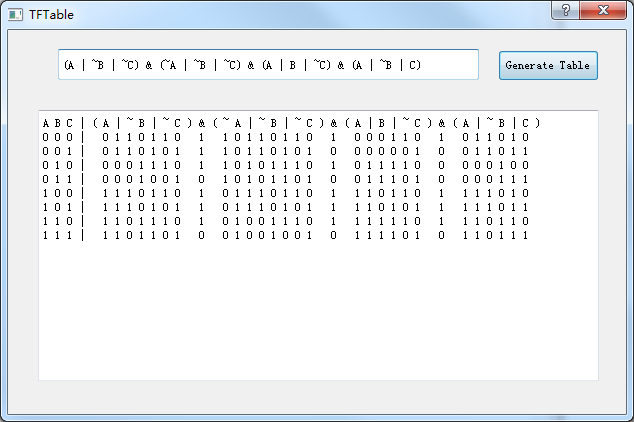 TFTable
(A | ~B | ~C) & (~A | ~B | ~C) & (A | B | ~C) & (A | ~B | C)
Generate Table
A B C | ( A | ~ B | ~ C ) & ( ~ A | ~ B | ~ C ) & ( A | B | ~ C ) & ( A | ~ B | C )
0 0 0 | 0 1 1 0 1 1 0 1 1 0 1 1 0 1 1 0 1 0 0 0 1 1 0 1 0 1 1 0 1 0
0 0 1 | 0 1 1 0 1 0 1 1 1 0 1 1 0 1 0 1 0 0 0 0 0 0 1 0 0 1 1 0 1 1
0 1 0 | 0 0 0 1 1 1 0 1 1 0 1 0 1 1 1 0 1 0 1 1 1 1 0 0 0 0 0 1 0 0
0 1 1 | 0 0 0 1 0 0 1 0 1 0 1 0 1 1 0 1 0 0 1 1 1 0 1 0 0 0 0 1 1 1
1 0 0 | 1 1 1 0 1 1 0 1 0 1 1 1 0 1 1 0 1 1 1 0 1 1 0 1 1 1 1 0 1 0
1 0 1 | 1 1 1 0 1 0 1 1 0 1 1 1 0 1 0 1 1 1 1 0 1 0 1 1 1 1 1 0 1 1
1 1 0 | 1 1 0 1 1 1 0 1 0 1 0 0 1 1 1 0 1 1 1 1 1 1 0 1 1 1 0 1 1 0
1 1 1 | 1 1 0 1 1 0 1 0 0 1 0 0 1 0 0 1 0 1 1 1 1 0 1 0 1 1 0 1 1 1